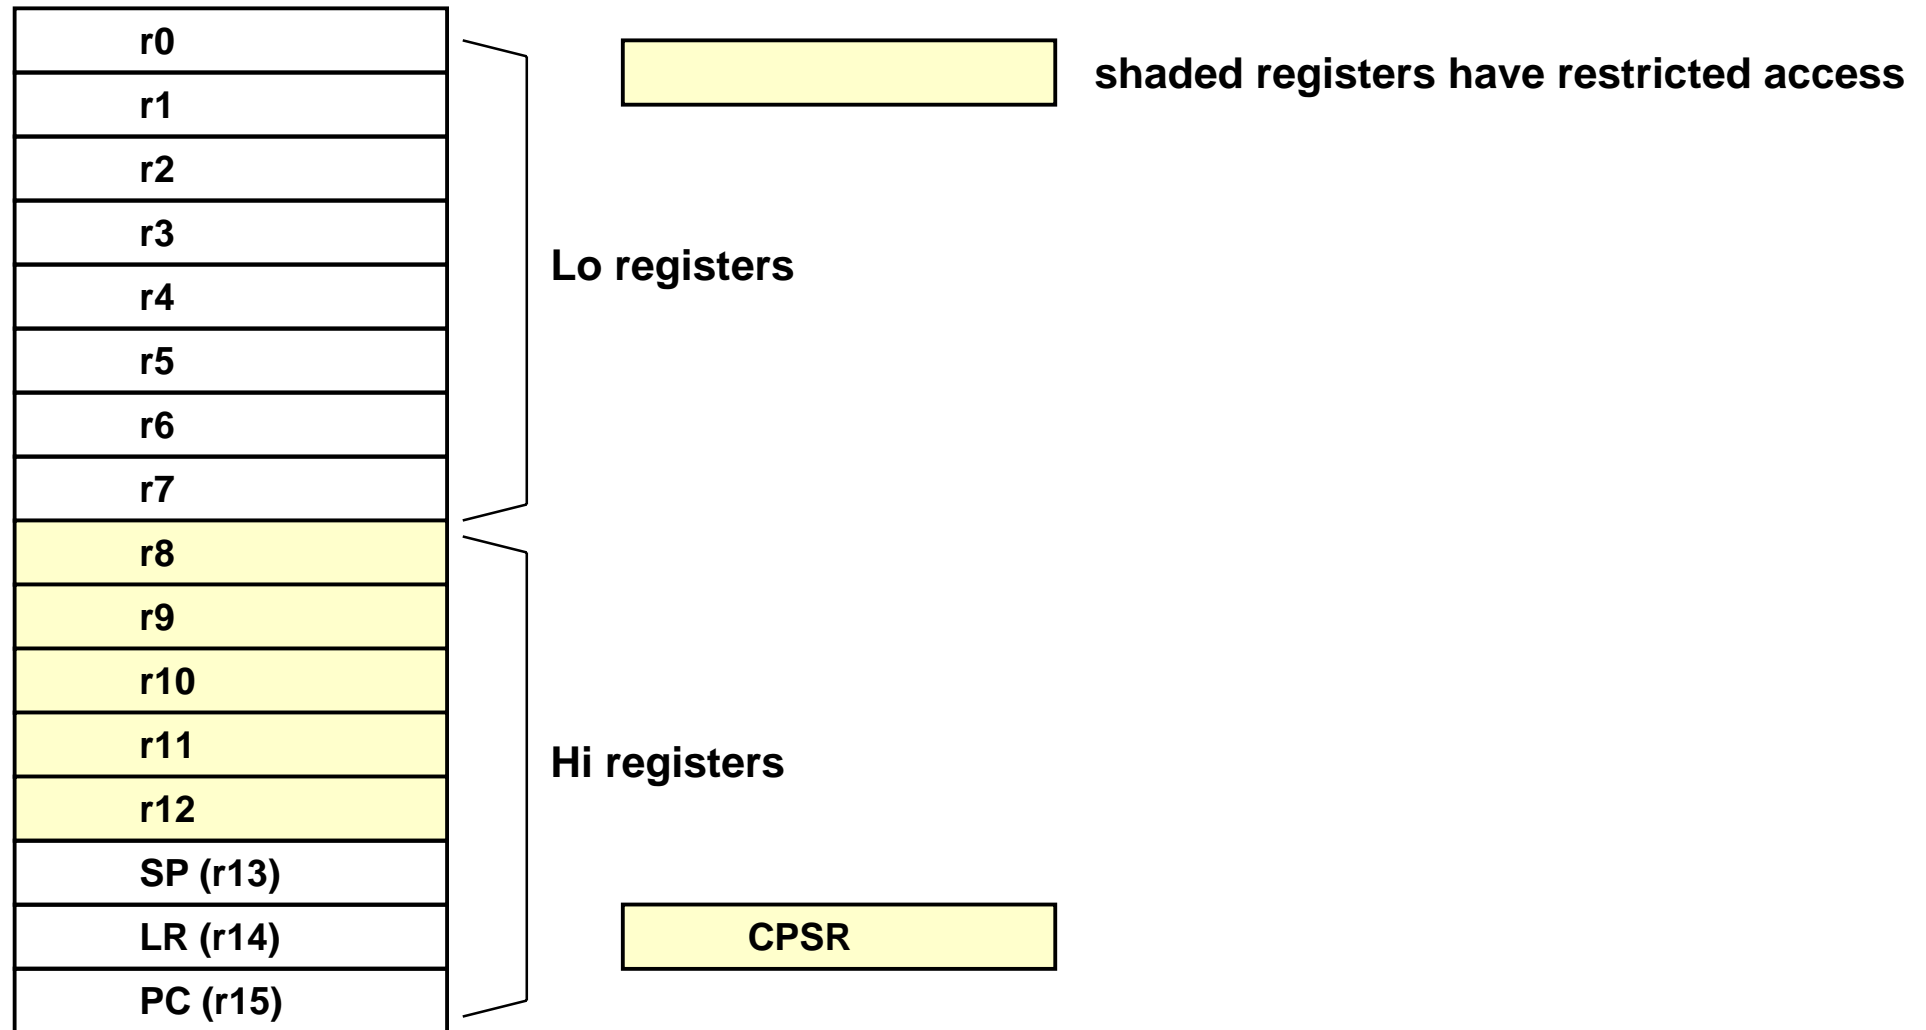 r0
r1
r2
r3
r4
r5
r6
r7
r8
r9
r10
r11
r12
SP (r13)
LR (r14)
PC (r15)
shaded registers have restricted access
Lo registers
Hi registers
CPSR